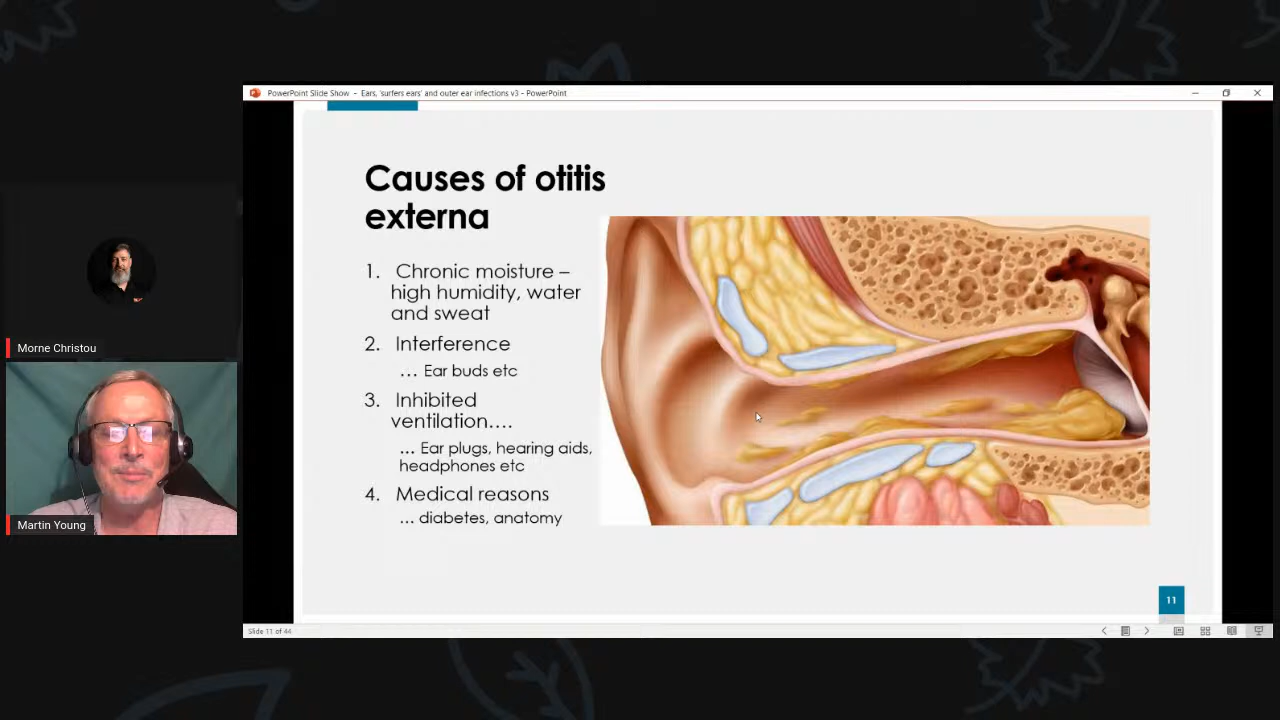 PowerPoint Slide Show - Ears, 'surfers ears' and outer ear infections v3 - PowerPoint
Causes of otitis
externa
1. Chronic moisture –
high humidity, water
and sweat
2. Interference
… Ear buds etc
3. Inhibited
ventilation….
… Ear plugs, hearing aids,
headphones etc
4. Medical reasons
… diabetes, anatomy
11
Slide 11 of 44
Morne Christou
Martin Young